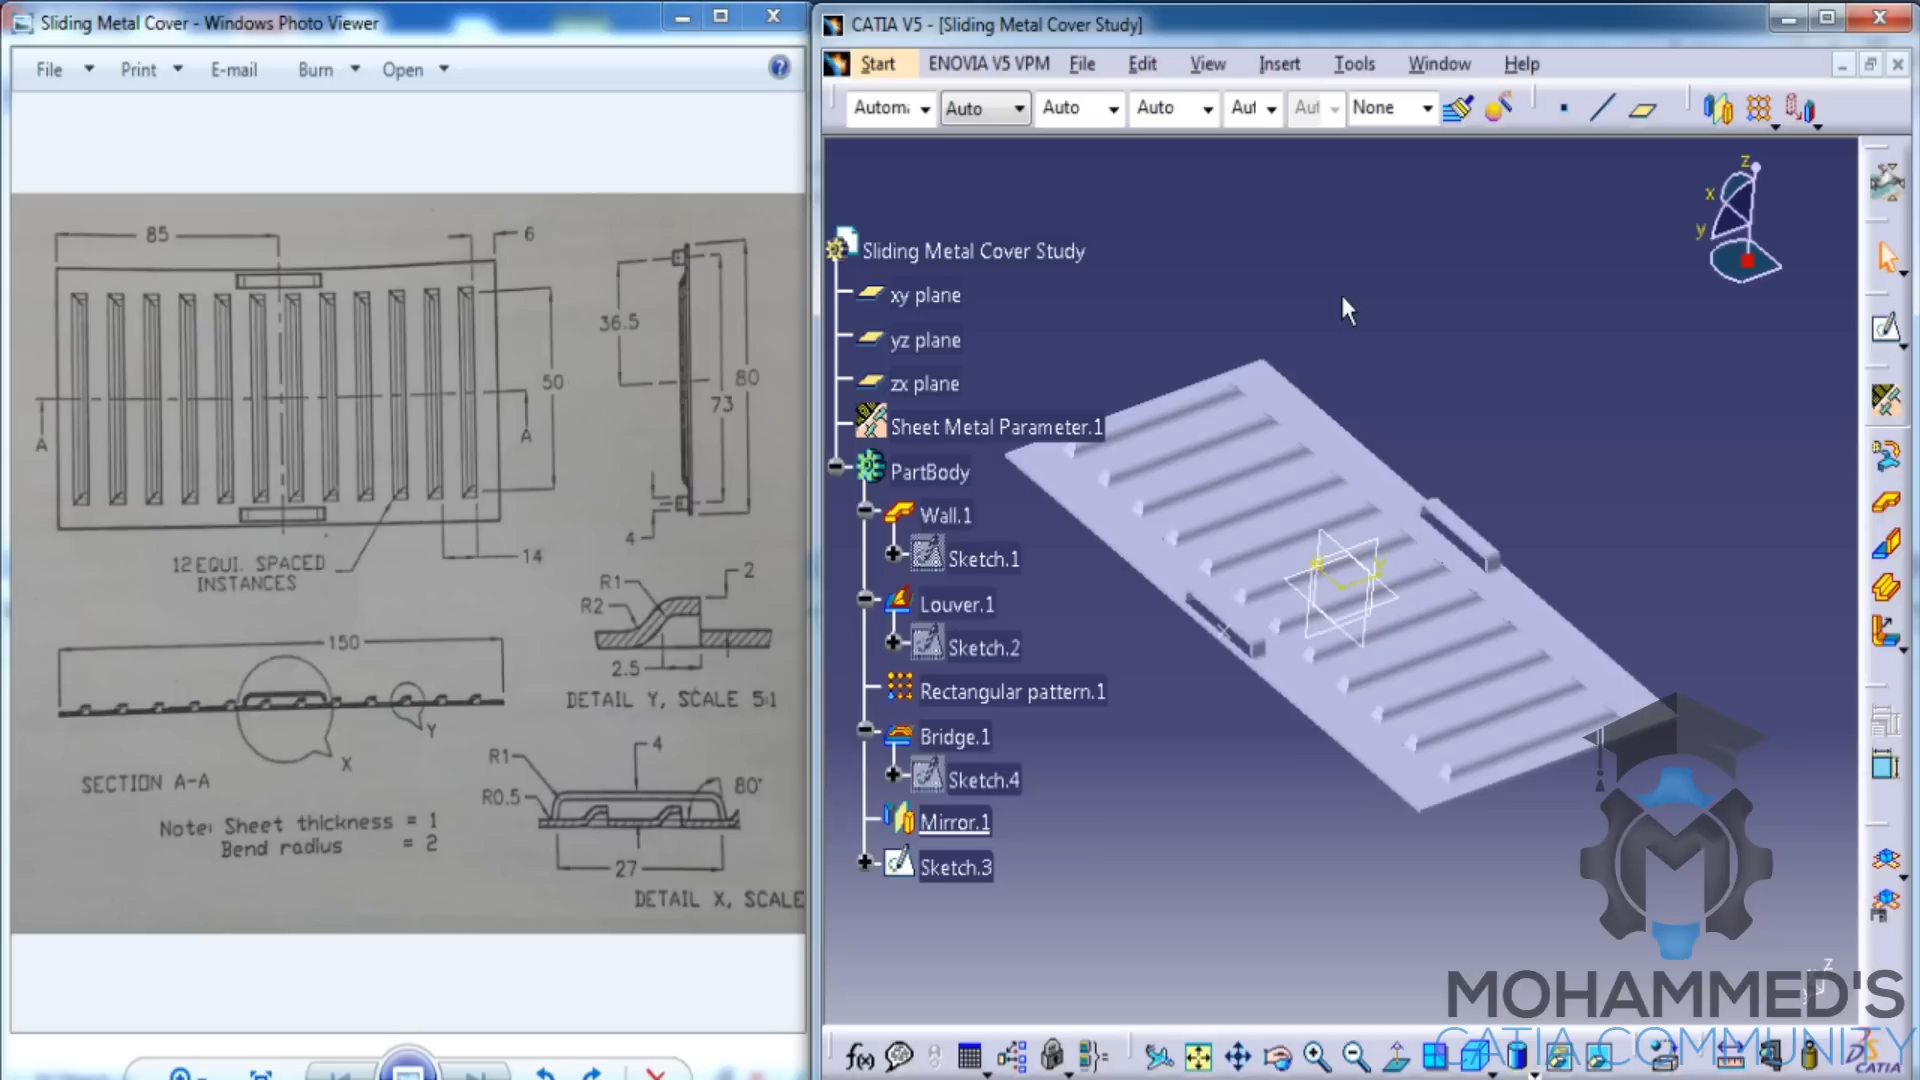 Sliding Metal Cover - Windows Photo Viewer
File Print E-mail Burn Open
85
6
36.5
50
80
73
A
A
4
12 EQUI. SPACED
INSTANCES
14
R1
2
R2
2.5
150
DETAIL Y, SCALE 5:1
Y
X
SECTION A-A
R1
4
R0.5
80°
Note: Sheet thickness = 1
Bend radius = 2
27
DETAIL X, SCALE
CATIA V5 - [Sliding Metal Cover Study]
Start ENOVIA V5 VPM File Edit View Insert Tools Window Help
Automa Auto Auto Auto Aut Aut None
z
x
y
Sliding Metal Cover Study
xy plane
yz plane
zx plane
Sheet Metal Parameter.1
PartBody
Wall.1
Sketch.1
Louver.1
Sketch.2
Rectangular pattern.1
Bridge.1
Sketch.4
Mirror.1
Sketch.3
z
MOHAMMED'S
CATIA COMMUNITY
f(x)
CATIA